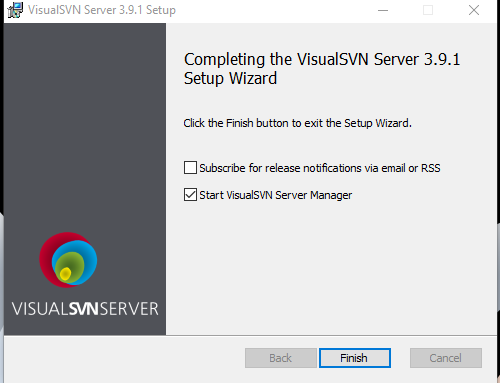 VisualSVN Server 3.9.1 Setup
Completing the VisualSVN Server 3.9.1
Setup Wizard
Click the Finish button to exit the Setup Wizard.
Subscribe for release notifications via email or RSS
Start VisualSVN Server Manager
VISUALSVNSERVER
Back
Finish
Cancel